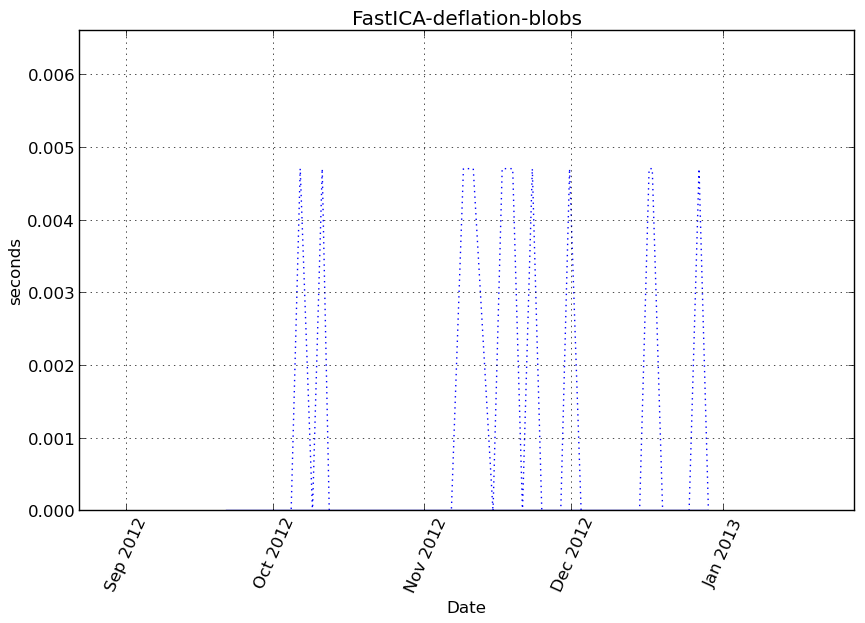 FastICA-deflation-blobs
0.006
0.005
0.004
0.003
0.002
0.001
0.000
seconds
Sep 2012
Oct 2012
Nov 2012
Dec 2012
Jan 2013
Date